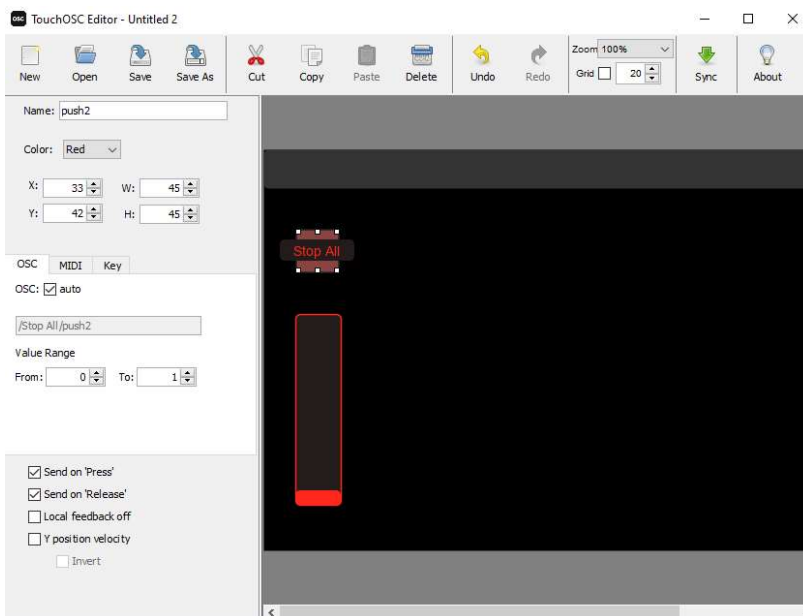 OSC TouchOSC Editor - Untitled 2
New Open Save Save As Cut Copy Paste Delete Undo Redo Zoom 100% Grid 20 Sync About
Name: push2
Color: Red
X: 33 W: 45
Y: 42 H: 45
Stop All
OSC MIDI Key
OSC: auto
/Stop All/push2
Value Range
From: 0 To: 1
Send on 'Press'
Send on 'Release'
Local feedback off
Y position velocity
Invert